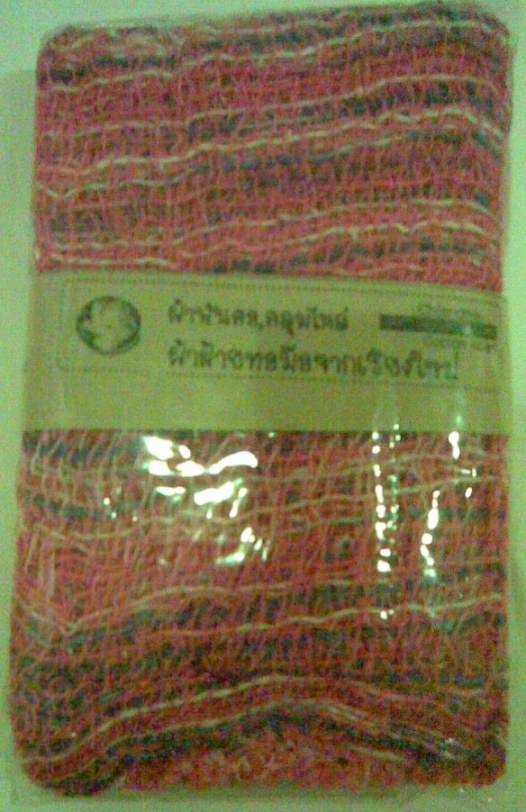 ผ้าพันคอ,คลุมไหล่
ผ้าฝ้ายทอมือจากเชียงใหม่